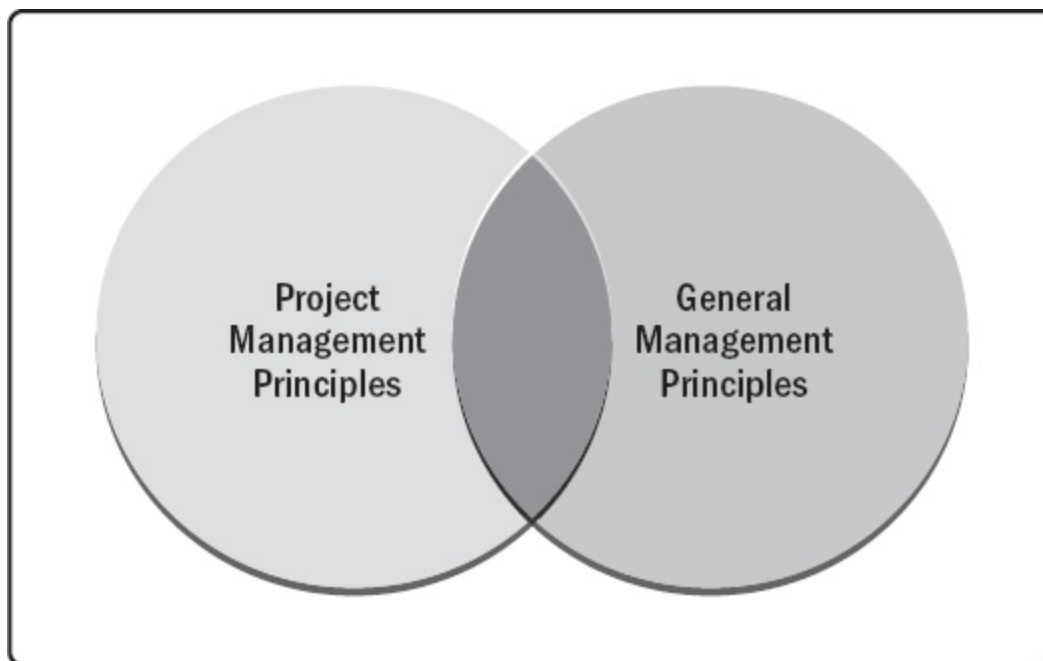 Project
Management
Principles
General
Management
Principles